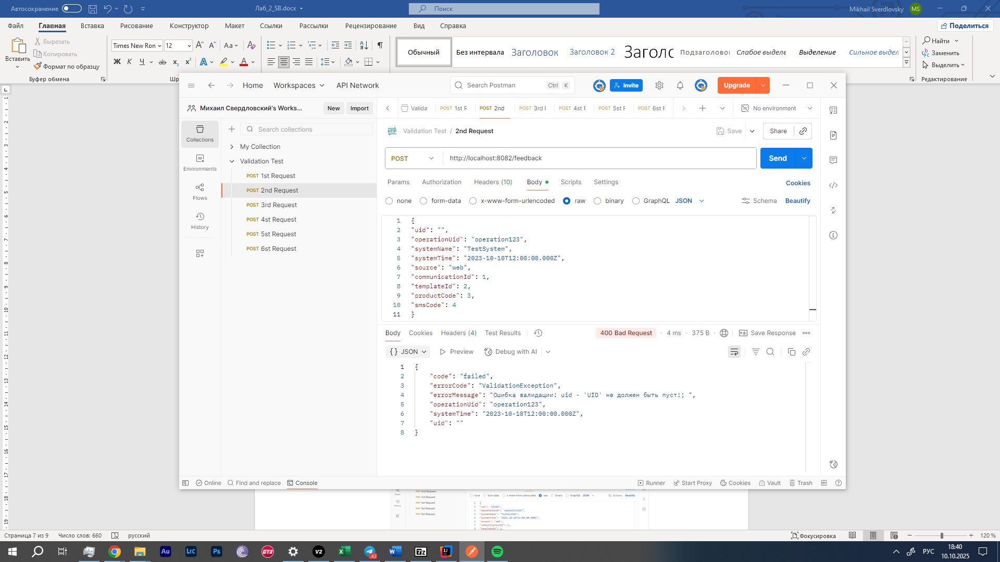 Автосохранение
Лаб_2_SB.docx
Поиск
Mikhail Sverdlovsky MS
Файл Главная Вставка Рисование Конструктор Макет Ссылки Рассылки Рецензирование Вид Справка
Поделиться
Вставить
Вырезать
Копировать
Формат по образцу
Буфер обмена
Times New Ron 12
Обычный
Без интервала
Заголовок
Заголовок 2
Подзаголовок
Выделение
Найти
Заменить
Выделить
Редактирование
Home Workspaces API Network
Search Postman Ctrl K
Invite
Upgrade
Михаил Свердловский's Works...
New Import
Valida
POST 1st R
POST 2nd
POST 3rd
POST 4st
POST 5st
POST 6st
No environment
Collections
Environments
Flows
History
Search collections
My Collection
Validation Test
POST 1st Request
POST 2nd Request
POST 3rd Request
POST 4st Request
POST 5st Request
POST 6st Request
HTTP Validation Test / 2nd Request
Save Share
POST http://localhost:8082/feedback
Send
Params Authorization Headers (10) Body Scripts Settings
Cookies
none form-data x-www-form-urlencoded raw binary GraphQL JSON
Schema Beautify
1 {
2 "uid": "",
3 "operationUid": "operation123",
4 "systemName": "TestSystem",
5 "systemTime": "2023-10-10T12:00:00.000Z",
6 "source": "web",
7 "communicationId": 1,
8 "templateId": 2,
9 "productCode": 3,
10 "smsCode": 4
11 }
Body Cookies Headers (4) Test Results
400 Bad Request 4 ms 375 B
Save Response
{} JSON Preview Debug with AI
1 {
2 "code": "failed",
3 "errorCode": "ValidationException",
4 "errorMessage": "Ошибка валидации: uid - 'UID' не должен быть пуст!; ",
5 "operationUid": "operation123",
6 "systemTime": "2023-10-10T12:00:00.000Z",
7 "uid": ""
8 }
Online Find and replace Console
Runner Start Proxy Cookies Vault Trash
Страница 7 из 9 Число слов: 660 русский
Фокусировка
120 %
РУС
18:40
10.10.2025